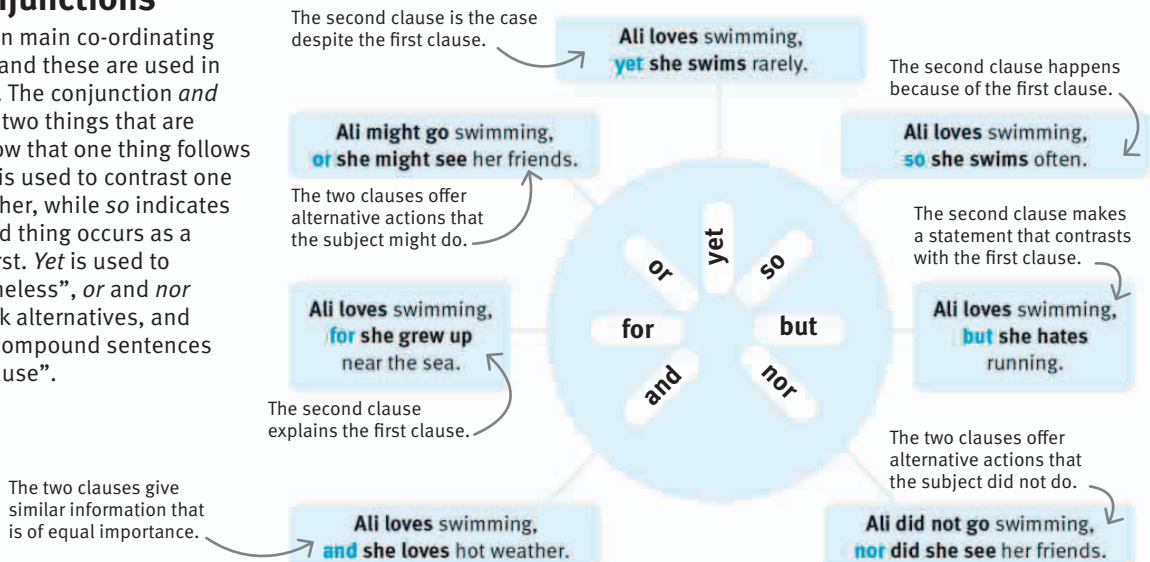 njunctions
n main co-ordinating
and these are used in
. The conjunction and
two things that are
ow that one thing follows
is used to contrast one
her, while so indicates
d thing occurs as a
rst. Yet is used to
heless”, or and nor
k alternatives, and
ompound sentences
use”.
The second clause is the case
despite the first clause.
Ali loves swimming,
yet she swims rarely.
The second clause happens
because of the first clause.
Ali might go swimming,
or she might see her friends.
Ali loves swimming,
so she swims often.
The two clauses offer
alternative actions that
the subject might do.
The second clause makes
a statement that contrasts
with the first clause.
or
yet
so
for
but
and
nor
Ali loves swimming,
for she grew up
near the sea.
Ali loves swimming,
but she hates
running.
The second clause
explains the first clause.
The two clauses offer
alternative actions that
the subject did not do.
The two clauses give
similar information that
is of equal importance.
Ali loves swimming,
and she loves hot weather.
Ali did not go swimming,
nor did she see her friends.